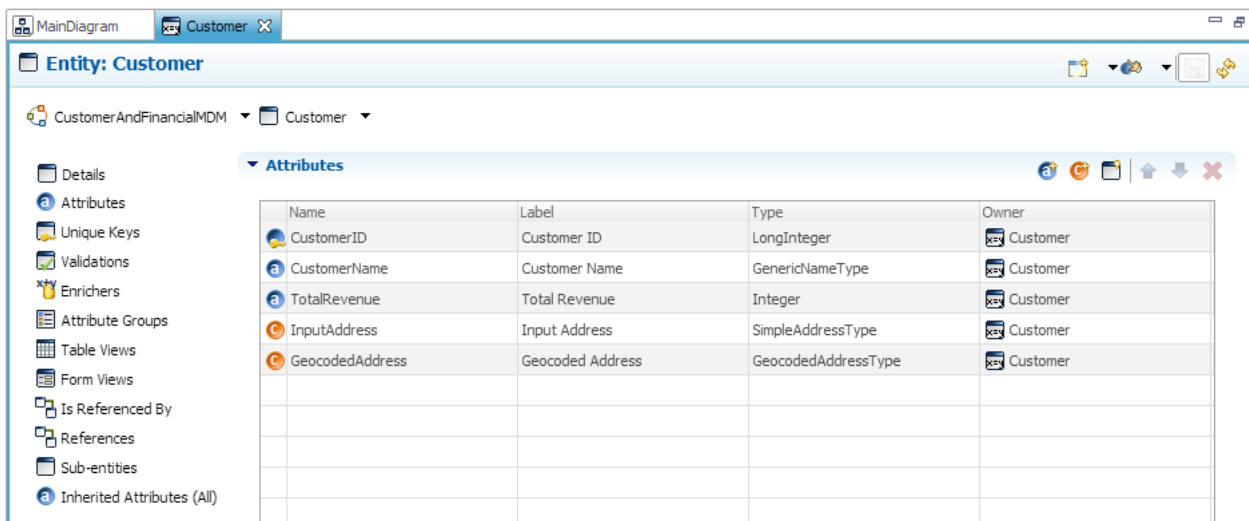 MainDiagram Customer
Entity: Customer
CustomerAndFinancialMDM Customer
Details
Attributes
Unique Keys
Validations
Enrichers
Attribute Groups
Table Views
Form Views
Is Referenced By
References
Sub-entities
Inherited Attributes (All)
Attributes
Name Label Type Owner
CustomerID Customer ID LongInteger Customer
CustomerName Customer Name GenericNameType Customer
TotalRevenue Total Revenue Integer Customer
InputAddress Input Address SimpleAddressType Customer
GeocodedAddress Geocoded Address GeocodedAddressType Customer